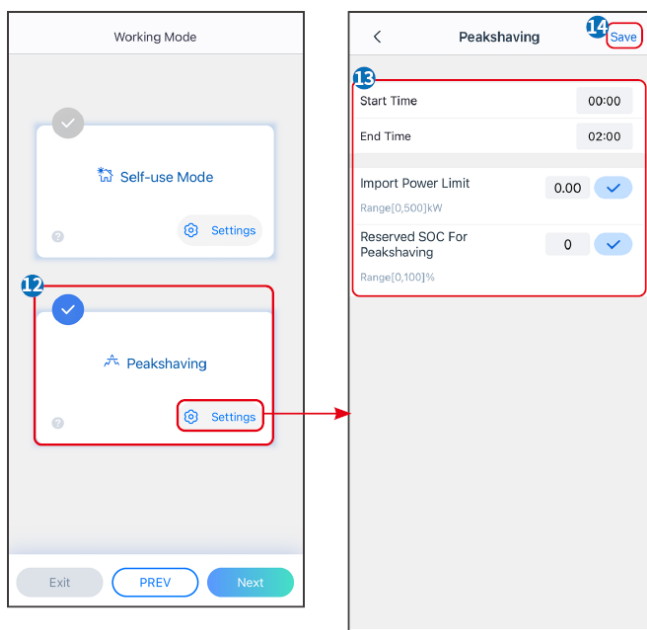 Working Mode
Self-use Mode
?
Settings
12
Peakshaving
?
Settings
Exit
PREV
Next
Peakshaving
14
Save
13
Start Time
00:00
End Time
02:00
Import Power Limit
0.00
Range[0,500]kW
Reserved SOC For
Peakshaving
0
Range[0,100]%